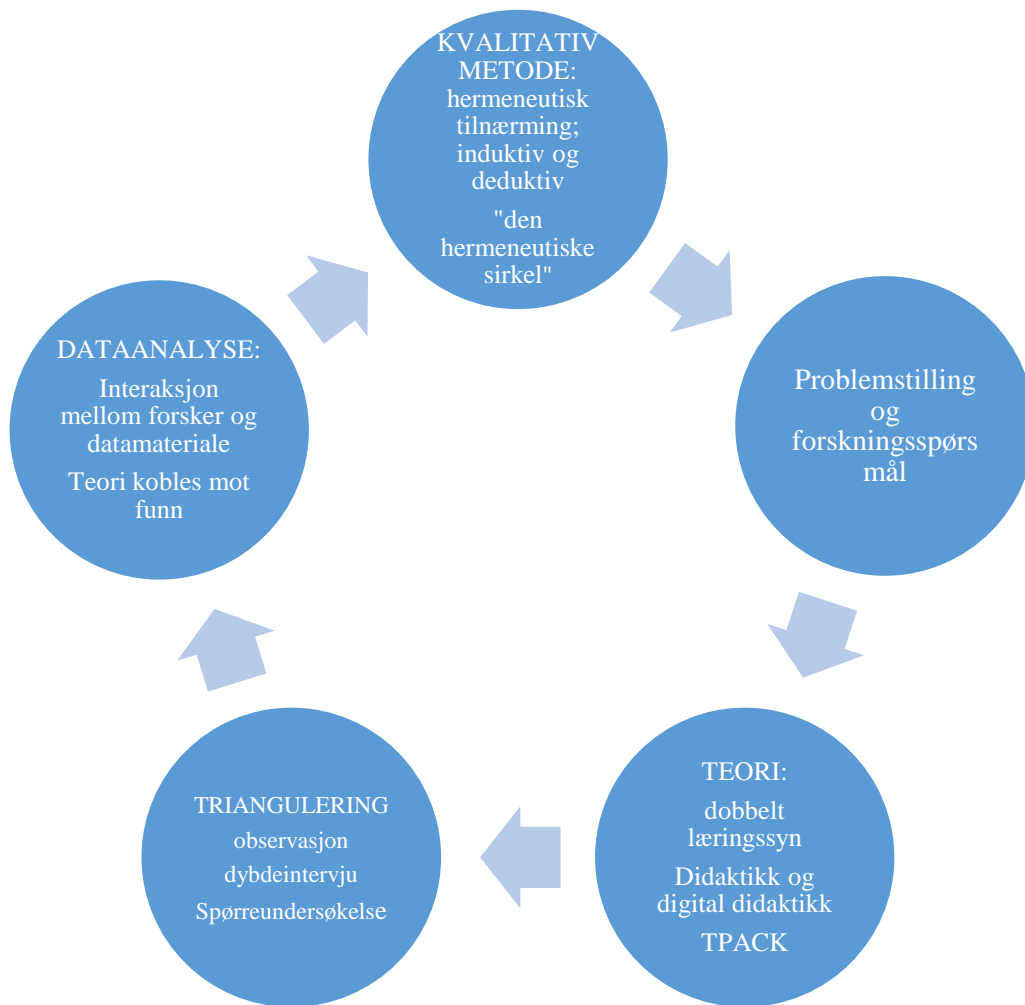 KVALITATIV
METODE:
hermeneutisk
tilnærming;
induktiv og
deduktiv
"den
hermeneutiske
sirkel"
Problemstilling
og
forskningsspørs
mål
TEORI:
dobbelt
læringssyn
Didaktikk og
digital didaktikk
TPACK
TRIANGULERING
observasjon
dybdeintervju
Spørreundersøkelse
DATAANALYSE:
Interaksjon
mellom forsker og
datamateriale
Teori kobles mot
funn